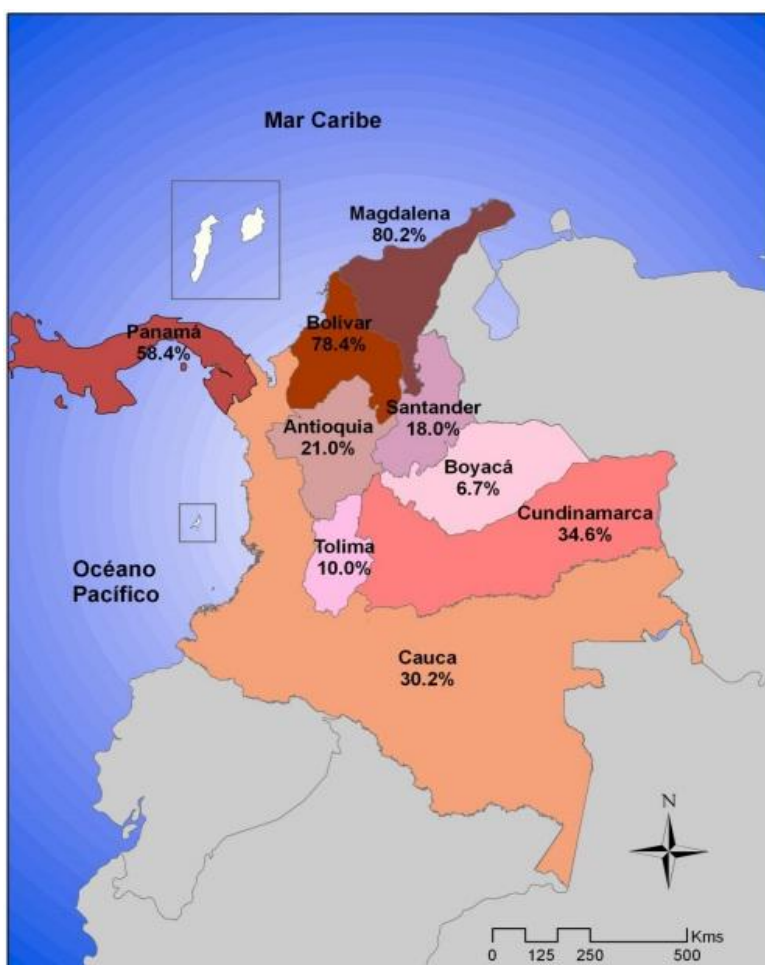 Mar Caribe
Magdalena
80.2%
Panamá
58.4%
Bolívar
78.4%
Santander
18.0%
Antioquia
21.0%
Boyacá
6.7%
Cundinamarca
34.6%
Tolima
10.0%
Océano
Pacífico
Cauca
30.2%
N
Kms
0 125 250 500